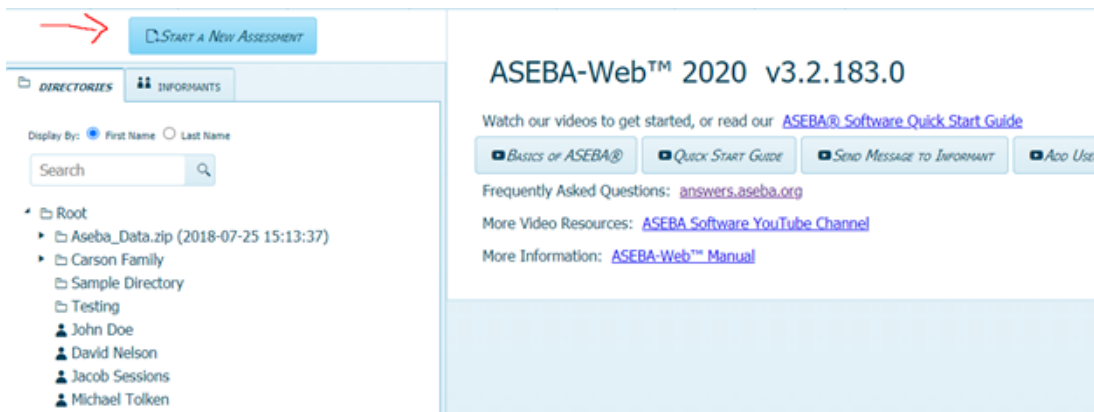 START A NEW ASSESSMENT
DIRECTORIES
INFORMANTS
Display By: First Name Last Name
Search
Root
Aseba_Data.zip (2018-07-25 15:13:37)
Carson Family
Sample Directory
Testing
John Doe
David Nelson
Jacob Sessions
Michael Tolken
ASEBA-Web™ 2020 v3.2.183.0
Watch our videos to get started, or read our ASEBA® Software Quick Start Guide
BASICS OF ASEBA®
QUICK START GUIDE
SEND MESSAGE TO INFORMANT
ADD USE
Frequently Asked Questions: answers.aseba.org
More Video Resources: ASEBA Software YouTube Channel
More Information: ASEBA-Web™ Manual